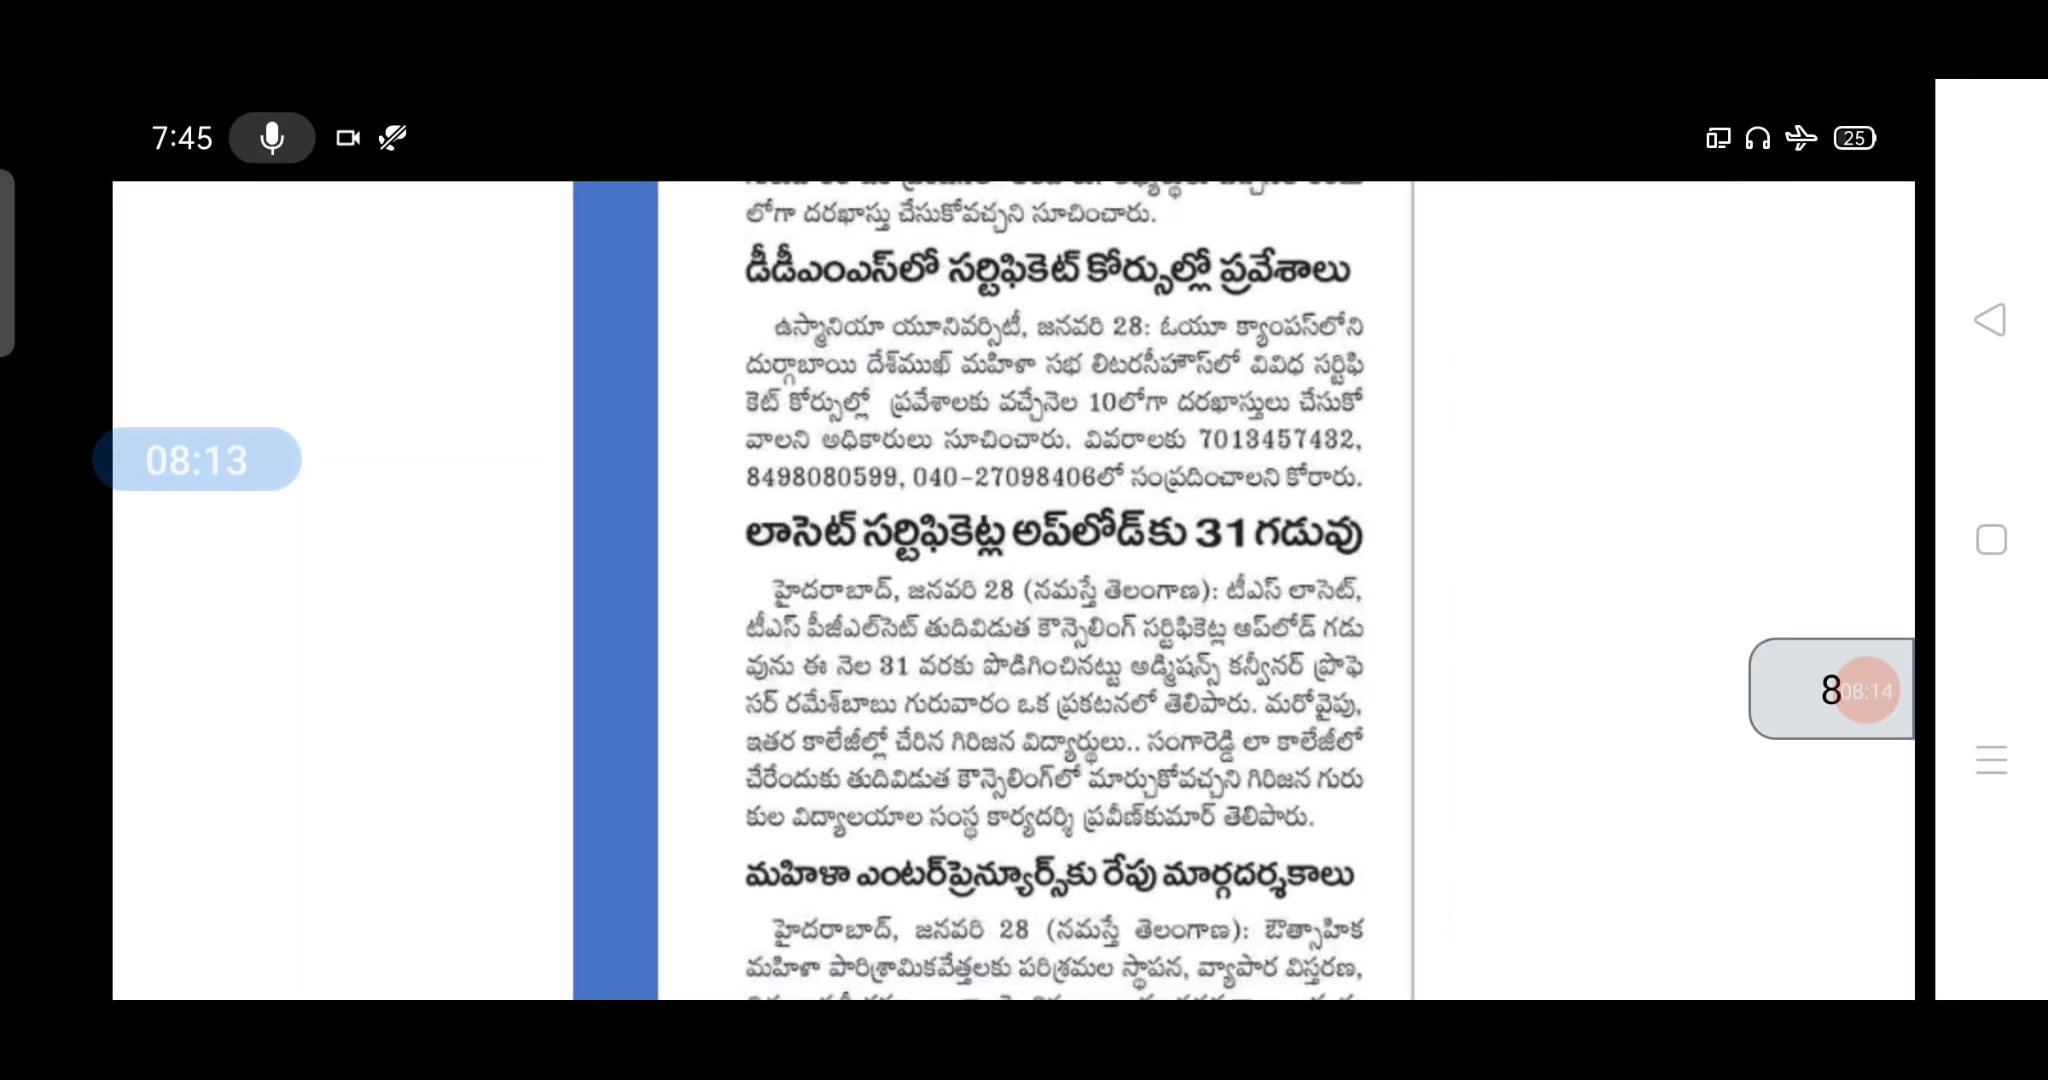 7:45
25
లోగా దరఖాస్తు చేసుకోవచ్చని సూచించారు.
డీడీఎంఎస్‌లో సర్టిఫికెట్ కోర్సుల్లో ప్రవేశాలు
ఉస్మానియా యూనివర్సిటీ, జనవరి 28: ఓయూ క్యాంపస్‌లోని
దుర్గాబాయి దేశ్‌ముఖ్ మహిళా సభ లిటరసీహౌస్‌లో వివిధ సర్టిఫి
కెట్ కోర్సుల్లో ప్రవేశాలకు వచ్చేనెల 10లోగా దరఖాస్తులు చేసుకో
వాలని అధికారులు సూచించారు. వివరాలకు 7013457432,
8498080599, 040-27098406లో సంప్రదించాలని కోరారు.
08:13
లాసెట్ సర్టిఫికెట్ల అప్‌లోడ్‌కు 31 గడువు
హైదరాబాద్, జనవరి 28 (నమస్తే తెలంగాణ): టీఎస్ లాసెట్,
టీఎస్ పీజీఎల్‌సెట్ తుదివిడుత కౌన్సెలింగ్ సర్టిఫికెట్ల అప్‌లోడ్ గడు
వును ఈ నెల 31 వరకు పొడిగించినట్టు అడ్మిషన్స్ కన్వీనర్ ప్రొఫె
సర్ రమేశ్‌బాబు గురువారం ఒక ప్రకటనలో తెలిపారు. మరోవైపు,
ఇతర కాలేజీల్లో చేరిన గిరిజన విద్యార్థులు.. సంగారెడ్డి లా కాలేజీలో
చేరేందుకు తుదివిడుత కౌన్సెలింగ్‌లో మార్చుకోవచ్చని గిరిజన గురు
కుల విద్యాలయాల సంస్థ కార్యదర్శి ప్రవీణ్‌కుమార్ తెలిపారు.
8
08:14
మహిళా ఎంటర్‌ప్రెన్యూర్స్‌కు రేపు మార్గదర్శకాలు
హైదరాబాద్, జనవరి 28 (నమస్తే తెలంగాణ): ఔత్సాహిక
మహిళా పారిశ్రామికవేత్తలకు పరిశ్రమల స్థాపన, వ్యాపార విస్తరణ,